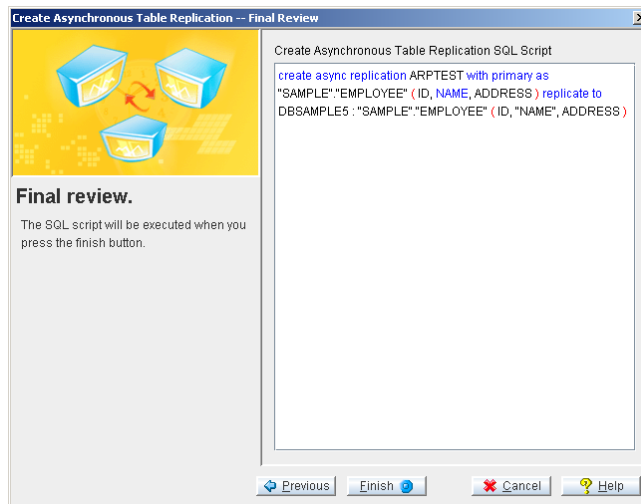 Create Asynchronous Table Replication -- Final Review
Create Asynchronous Table Replication SQL Script
create async replication ARPTEST with primary as
"SAMPLE"."EMPLOYEE" ( ID, NAME, ADDRESS ) replicate to
DBSAMPLE5 : "SAMPLE"."EMPLOYEE" ( ID, "NAME", ADDRESS )
Final review.
The SQL script will be executed when you
press the finish button.
Previous
Finish
Cancel
Help